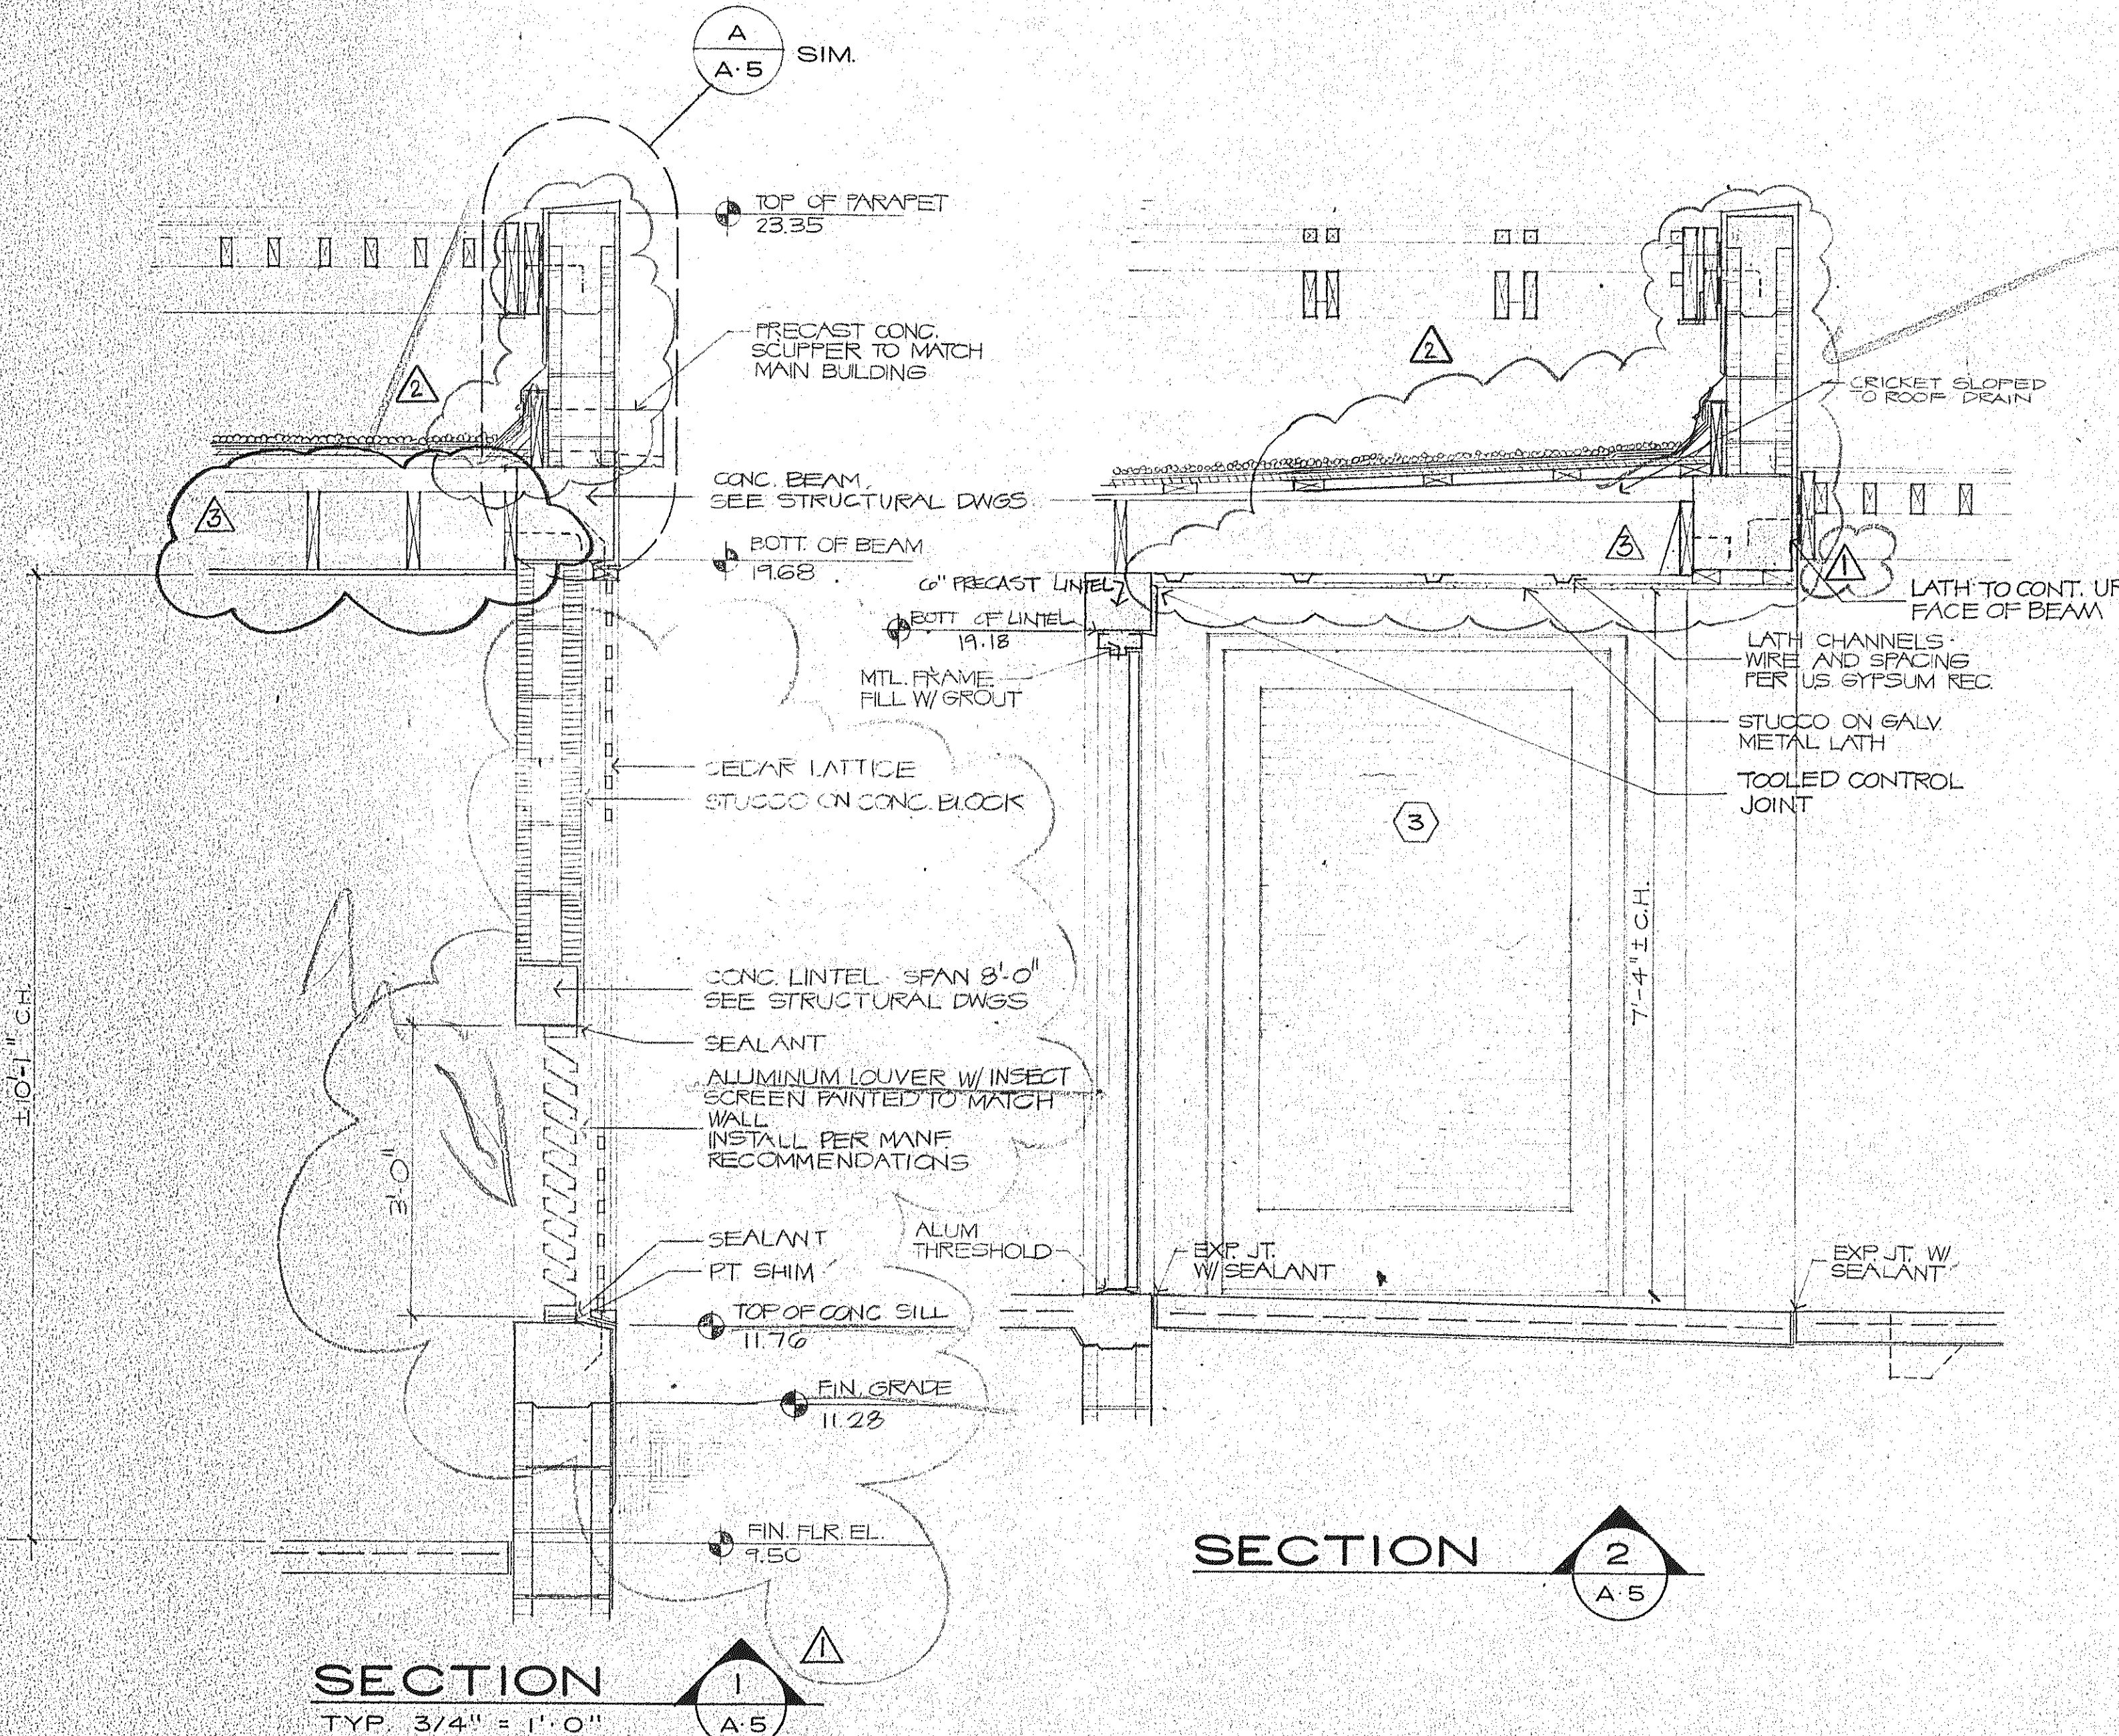 A
A·5
SIM.
TOP OF PARAPET
23.35
PRECAST CONC.
SCUPPER TO MATCH
MAIN BUILDING
2
CONC. BEAM,
SEE STRUCTURAL DWGS
3
BOTT. OF BEAM
19.68
CEDAR LATTICE
STUCCO ON CONC. BLOCK
CONC. LINTEL · SPAN 8'-0"
SEE STRUCTURAL DWGS
SEALANT
ALUMINUM LOUVER W/ INSECT
SCREEN PAINTED TO MATCH
WALL
INSTALL PER MANF.
RECOMMENDATIONS
±10'-1" C.H.
3'-0"
SEALANT
P.T. SHIM
TOP OF CONC SILL
11.76
FIN. GRADE
11.28
FIN. FLR. EL.
9.50
1
SECTION
TYP. 3/4" = 1'-0"
1
A·5
2
CRICKET SLOPED
TO ROOF DRAIN
3
1
6" PRECAST LINTEL
BOTT OF LINTEL
19.18
MTL. FRAME
FILL W/ GROUT
LATH TO CONT. UP
FACE OF BEAM
LATH CHANNELS ·
WIRE AND SPACING
PER U.S. GYPSUM REC.
STUCCO ON GALV.
METAL LATH
TOOLED CONTROL
JOINT
3
7'-4" ± C.H.
ALUM
THRESHOLD
EXP. JT.
W/ SEALANT
EXP. JT. W/
SEALANT
SECTION
2
A·5